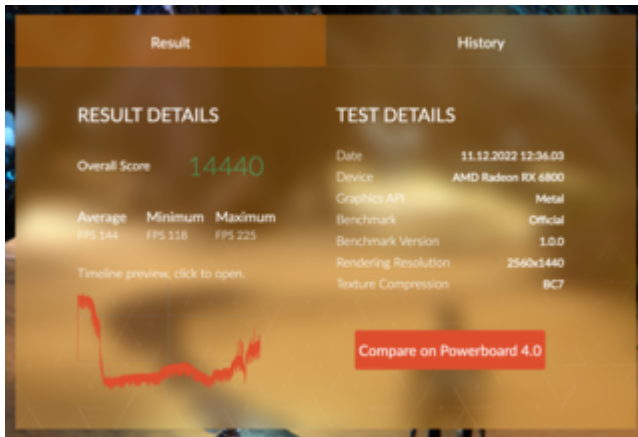 Result
History
RESULT DETAILS
Overall Score 14440
Average Minimum Maximum
FPS 144 FPS 118 FPS 225
Timeline preview, click to open.
TEST DETAILS
Date 11.12.2022 12:36.03
Device AMD Radeon RX 6800
Graphics API Metal
Benchmark Official
Benchmark Version 1.0.0
Rendering Resolution 2560x1440
Texture Compression BC7
Compare on Powerboard 4.0